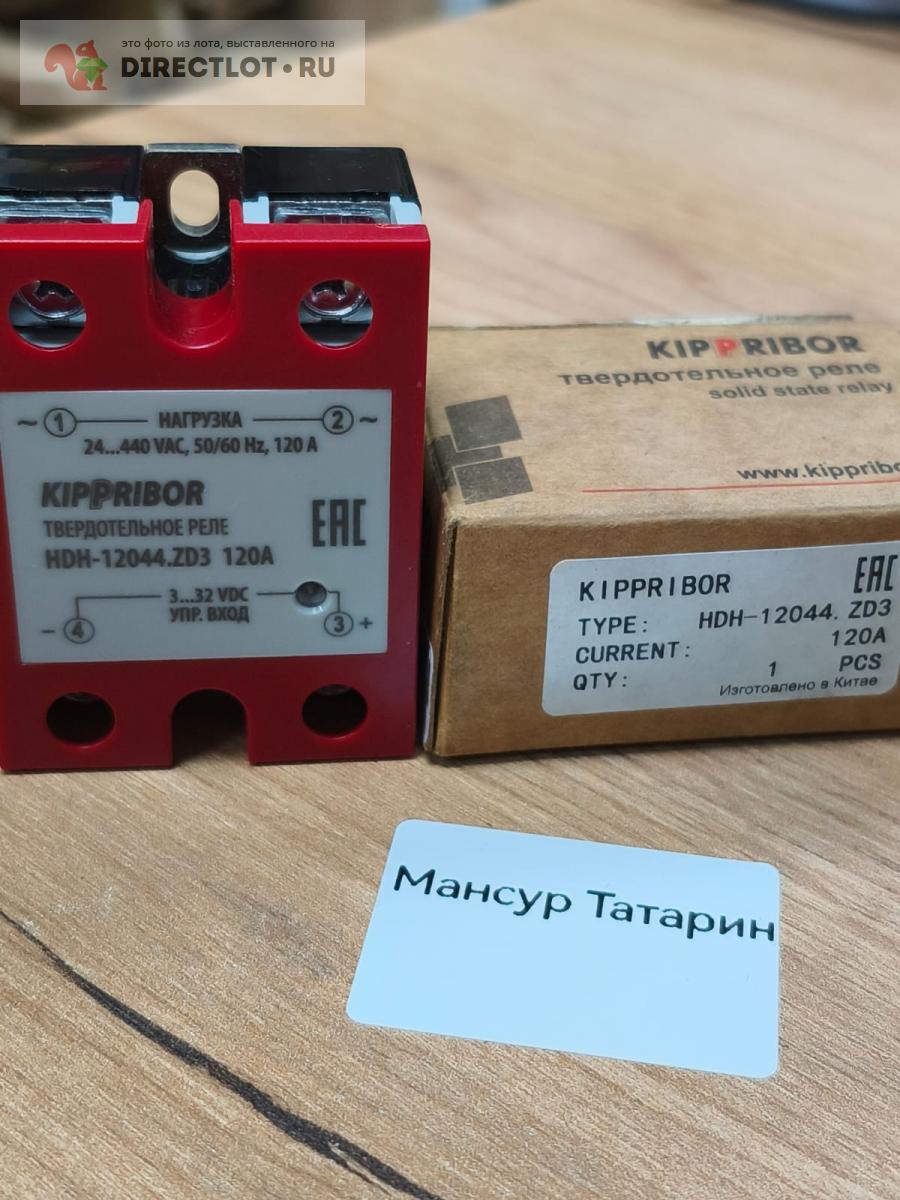 это фото из лота, выставленного на
DIRECTLOT.RU
~ 1 НАГРУЗКА 2 ~
24...440 VAC, 50/60 Hz, 120 A
KIPPRIBOR
ТВЕРДОТЕЛЬНОЕ РЕЛЕ
HDH-12044.ZD3 120A
EAC
3...32 VDC
УПР. ВХОД
- 4 3 +
KIPPRIBOR
твердотельное реле
solid state relay
www.kippribo
KIPPRIBOR EAC
TYPE: HDH-12044.ZD3
CURRENT: 120A
QTY: 1 PCS
Изготовлено в Китае
Мансур Татарин